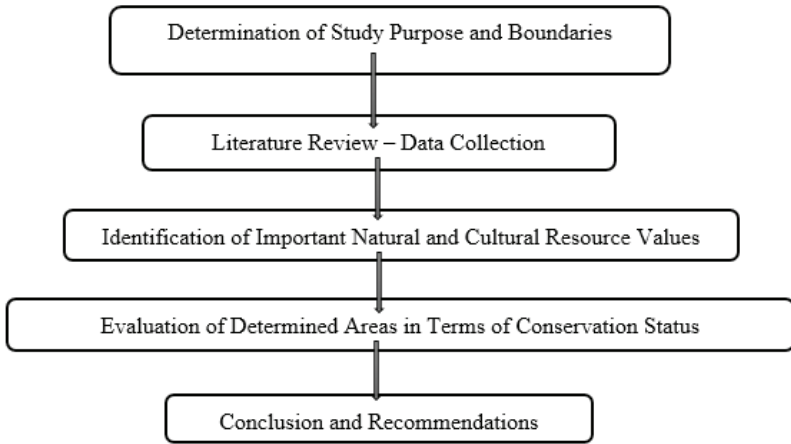 Determination of Study Purpose and Boundaries
Literature Review – Data Collection
Identification of Important Natural and Cultural Resource Values
Evaluation of Determined Areas in Terms of Conservation Status
Conclusion and Recommendations